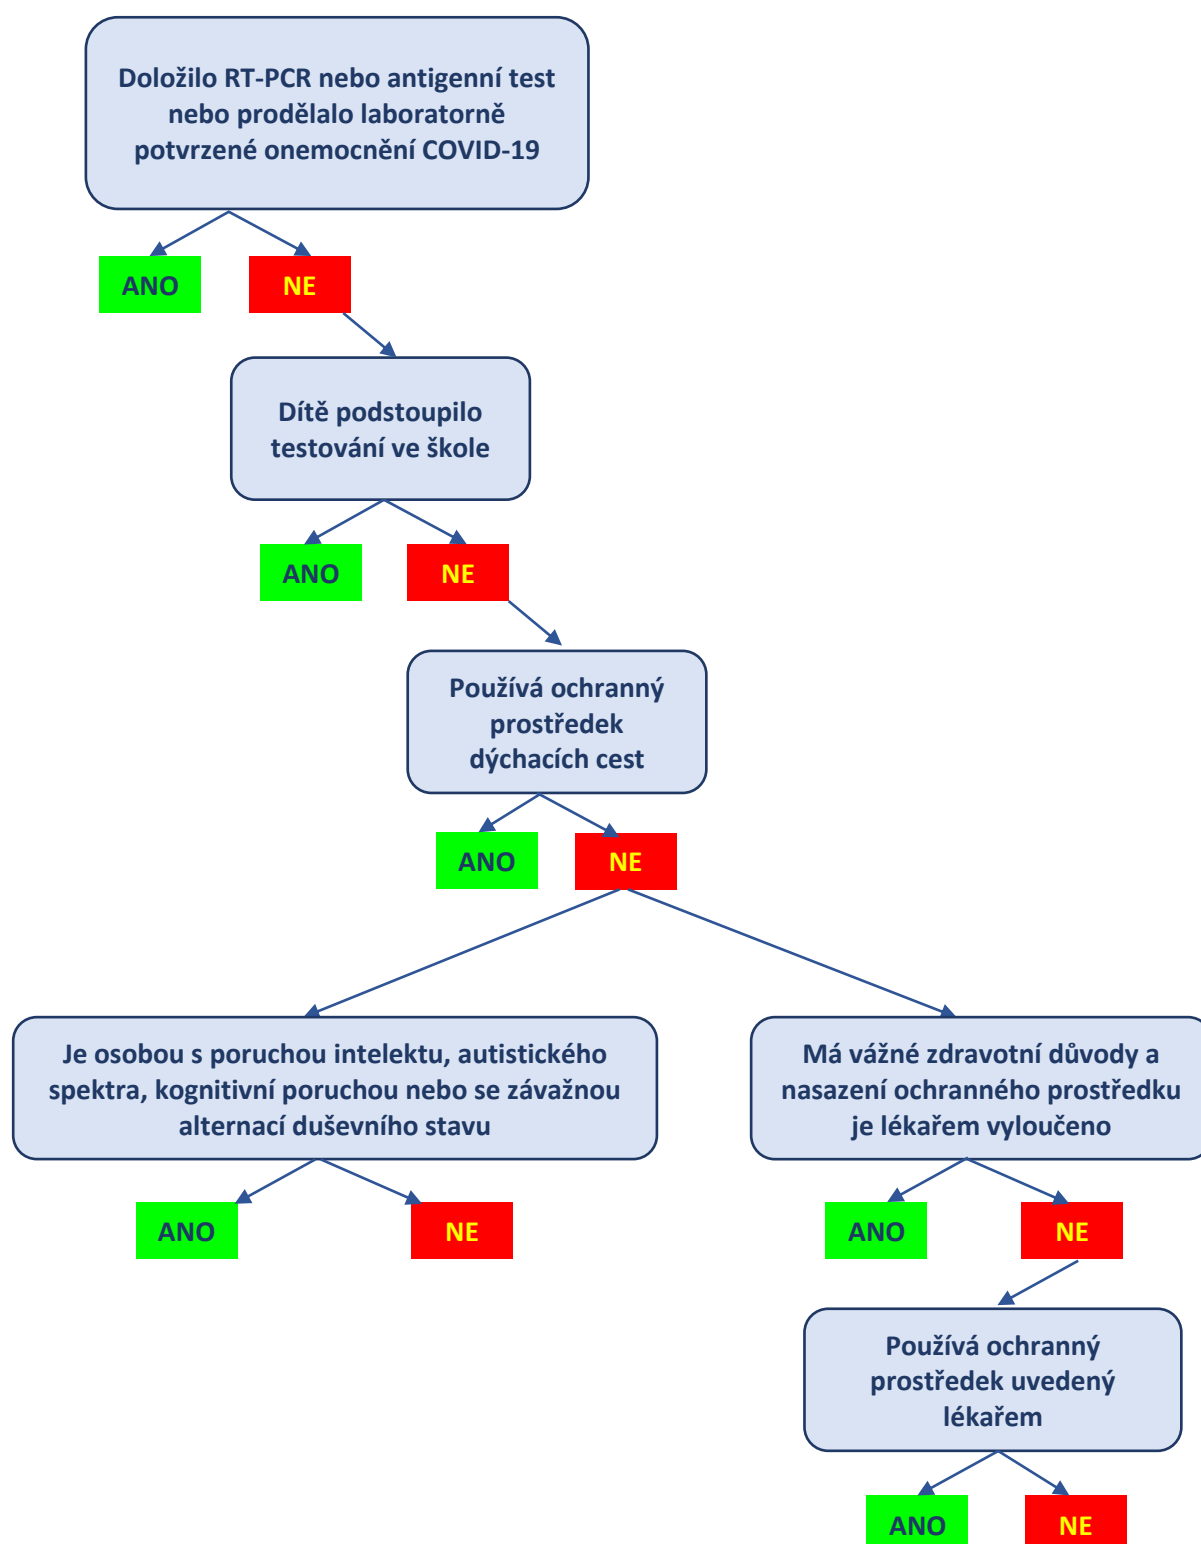 Doložilo RT-PCR nebo antigenní test
nebo prodělalo laboratorně
potvrzené onemocnění COVID-19
ANO
NE
Dítě podstoupilo
testování ve škole
ANO
NE
Používá ochranný
prostředek
dýchacích cest
ANO
NE
Je osobou s poruchou intelektu, autistického
spektra, kognitivní poruchou nebo se závažnou
alternací duševního stavu
Má vážné zdravotní důvody a
nasazení ochranného prostředku
je lékařem vyloučeno
ANO
NE
ANO
NE
Používá ochranný
prostředek uvedený
lékařem
ANO
NE